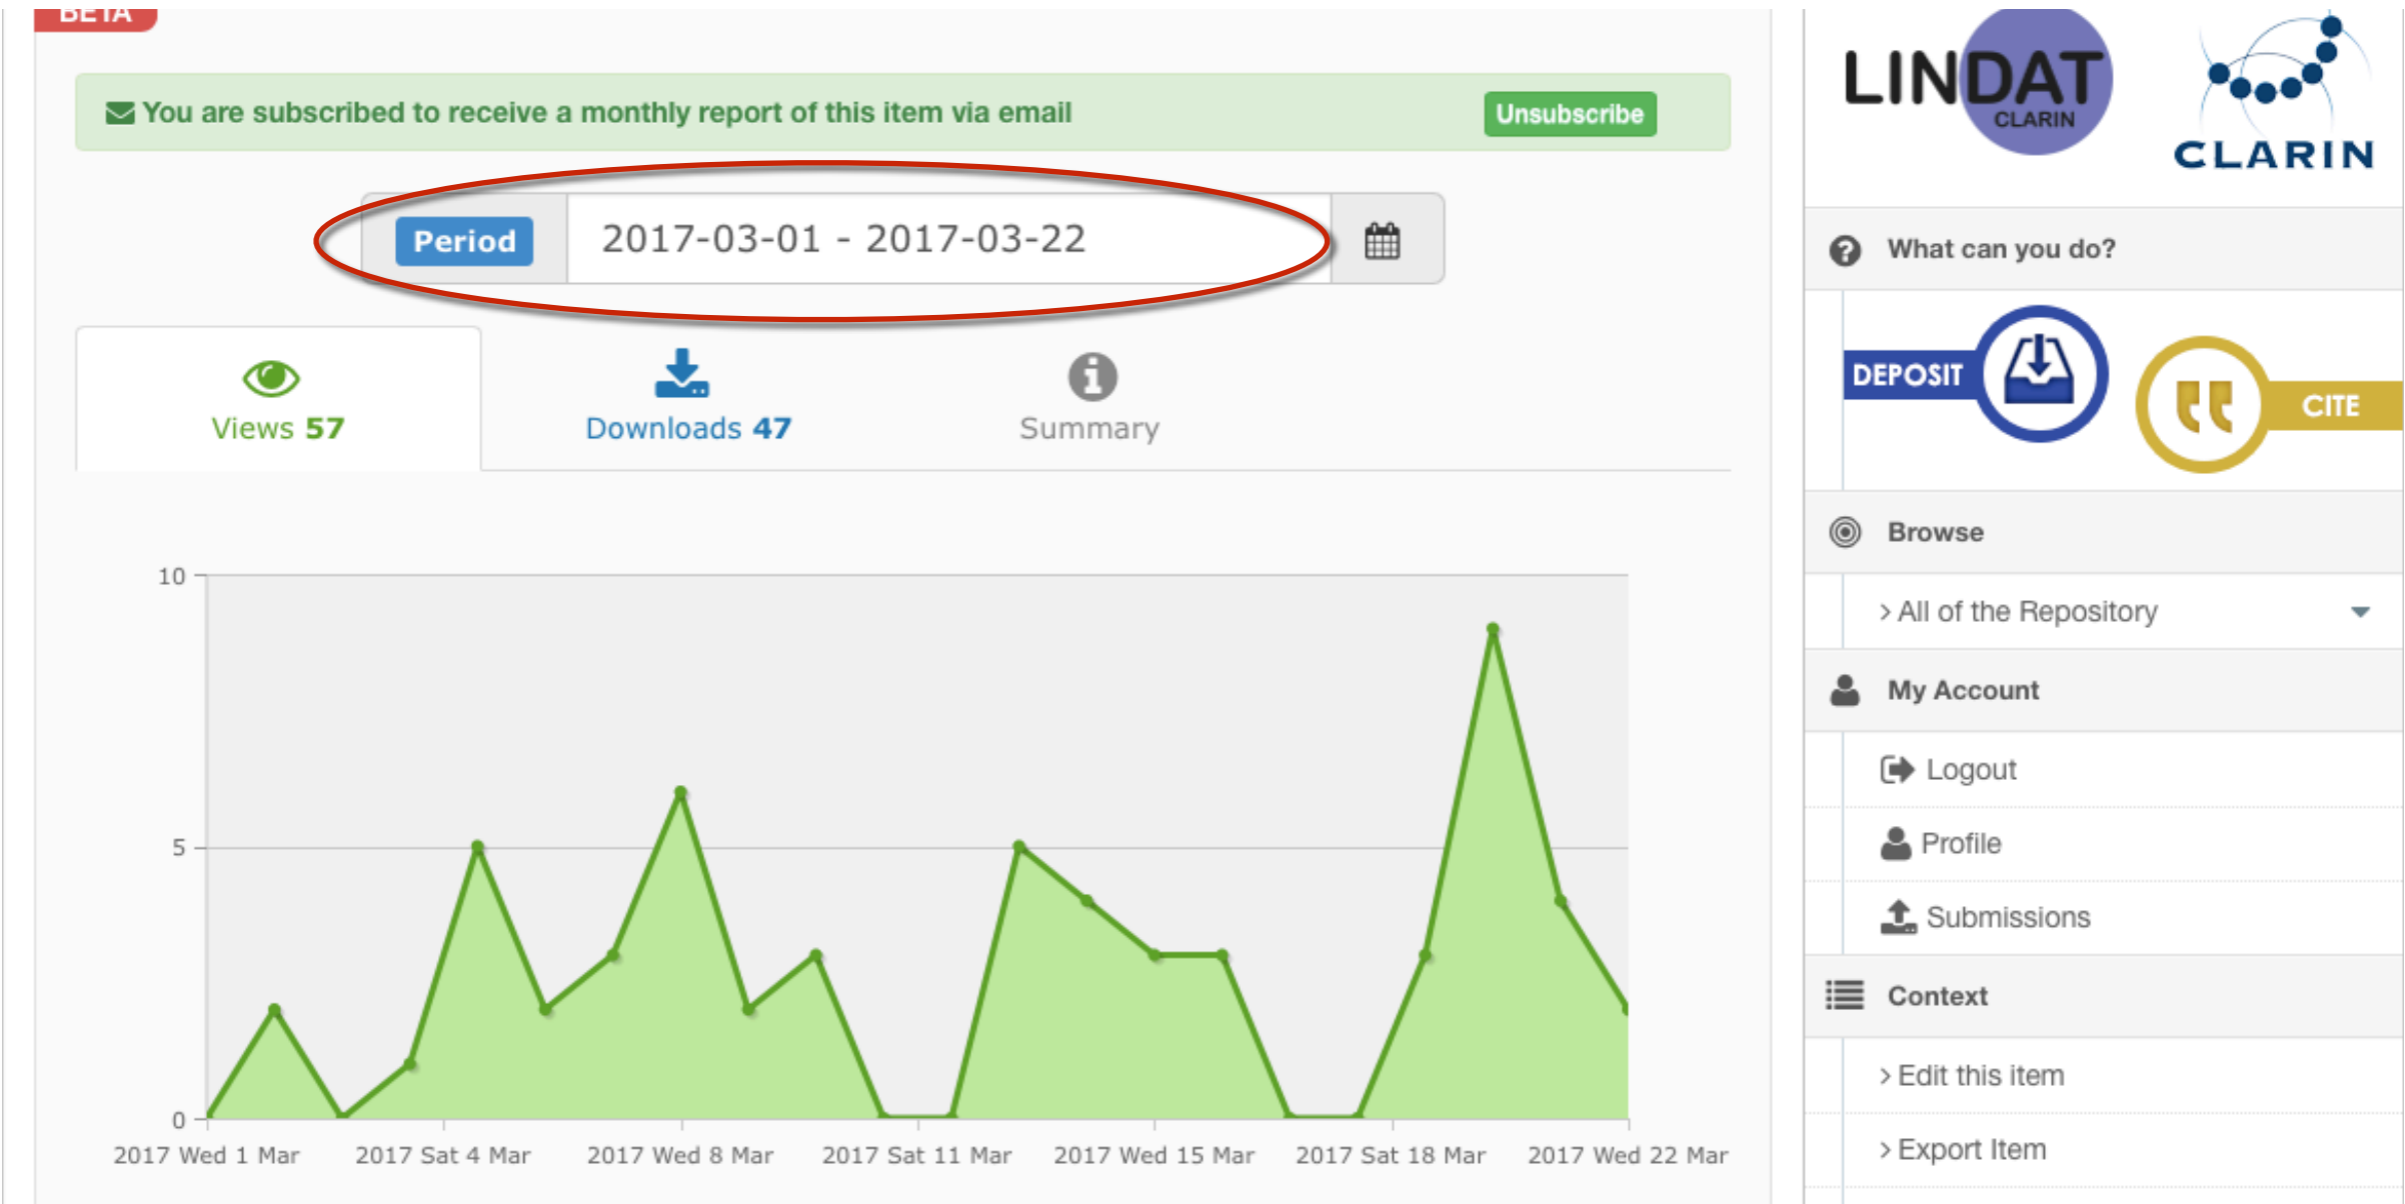 BETA
You are subscribed to receive a monthly report of this item via email
Unsubscribe
Period
2017-03-01 - 2017-03-22
Views 57
Downloads 47
Summary
10
5
0
2017 Wed 1 Mar
2017 Sat 4 Mar
2017 Wed 8 Mar
2017 Sat 11 Mar
2017 Wed 15 Mar
2017 Sat 18 Mar
2017 Wed 22 Mar
LINDAT
CLARIN
CLARIN
What can you do?
DEPOSIT
CITE
Browse
> All of the Repository
My Account
Logout
Profile
Submissions
Context
> Edit this item
> Export Item